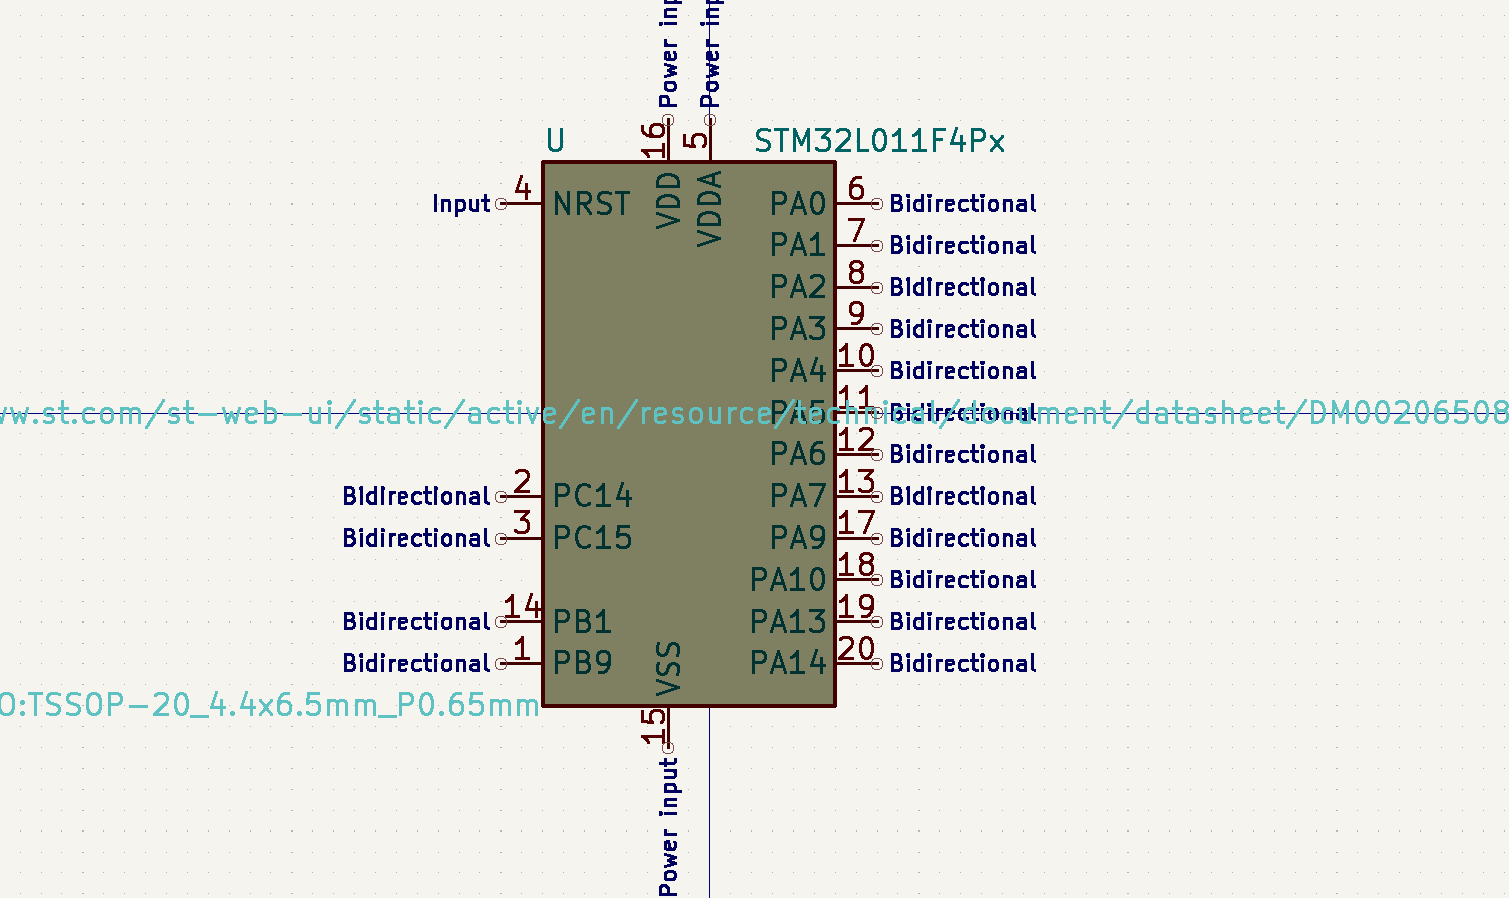 Power inp
Power inp
16
5
U
STM32L011F4Px
Input
4
NRST
VDD
VDDA
PA0
6
Bidirectional
PA1
7
Bidirectional
PA2
8
Bidirectional
PA3
9
Bidirectional
PA4
10
Bidirectional
PA5
11
Bidirectional
ww.st.com/st-web-ui/static/active/en/resource/technical/document/datasheet/DM00206508
PA6
12
Bidirectional
Bidirectional
2
PC14
PA7
13
Bidirectional
Bidirectional
3
PC15
PA9
17
Bidirectional
PA10
18
Bidirectional
Bidirectional
14
PB1
PA13
19
Bidirectional
Bidirectional
1
PB9
VSS
PA14
20
Bidirectional
O:TSSOP-20_4.4x6.5mm_P0.65mm
15
Power input